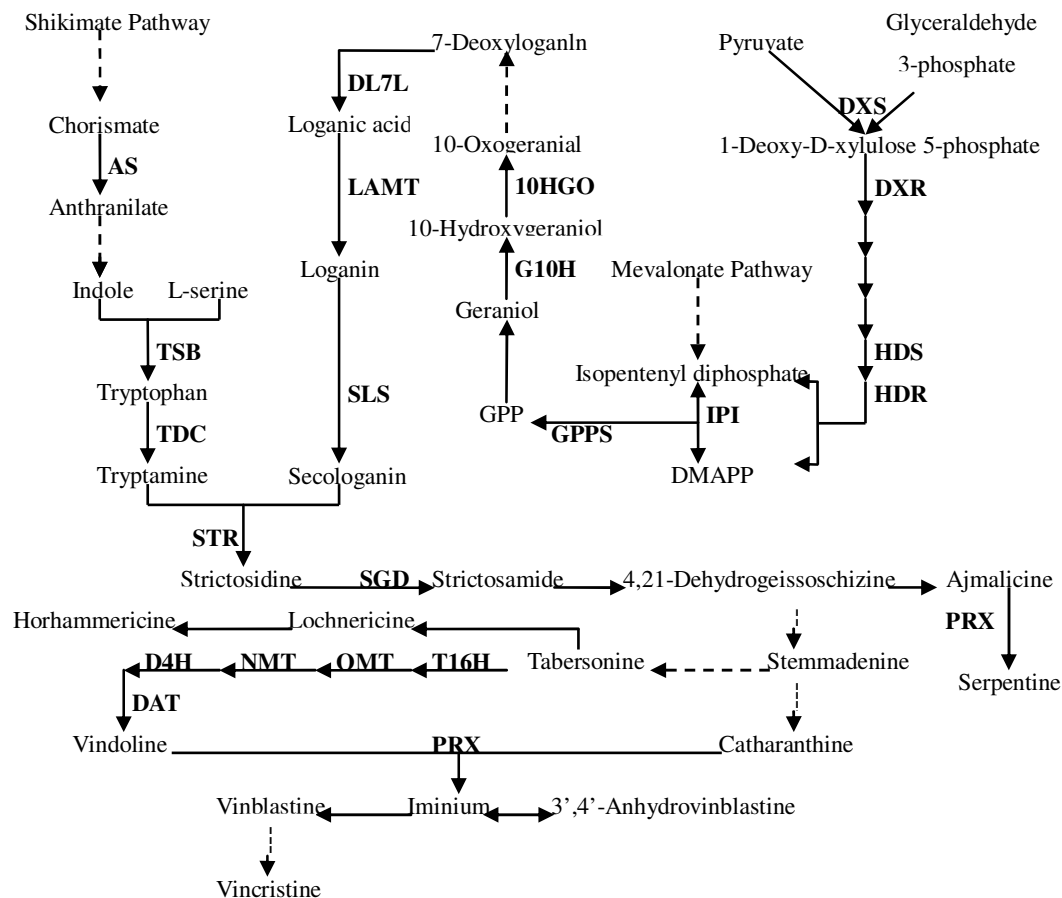 Shikimate Pathway
7-Deoxyloganln
Pyruvate
Glyceraldehyde
3-phosphate
DL7L
DXS
Chorismate
Loganic acid
10-Oxogeranial
1-Deoxy-D-xylulose 5-phosphate
AS
LAMT
10HGO
DXR
Anthranilate
10-Hydroxygeraniol
Loganin
G10H
Mevalonate Pathway
Indole
L-serine
Geraniol
TSB
HDS
Isopentenyl diphosphate
Tryptophan
SLS
GPP
HDR
IPI
TDC
GPPS
Tryptamine
Secologanin
DMAPP
STR
Strictosidine
SGD
Strictosamide
4,21-Dehydrogeissoschizine
Ajmalicine
Horhammericine
Lochnericine
PRX
D4H
NMT
OMT
T16H
Tabersonine
Stemmadenine
Serpentine
DAT
Vindoline
PRX
Catharanthine
Vinblastine
Iminium
3’,4’-Anhydrovinblastine
Vincristine